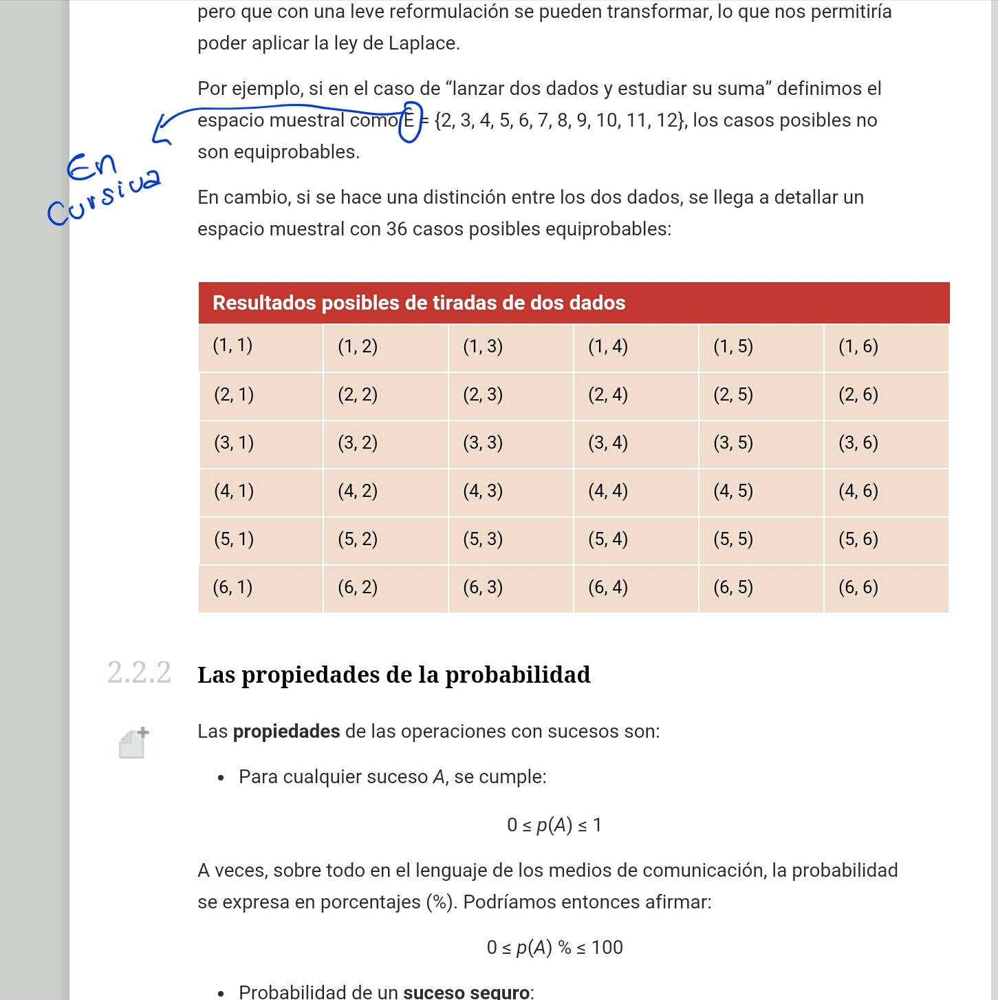 pero que con una leve reformulación se pueden transformar, lo que nos permitiría
poder aplicar la ley de Laplace.
Por ejemplo, si en el caso de “lanzar dos dados y estudiar su suma” definimos el
espacio muestral como E = {2, 3, 4, 5, 6, 7, 8, 9, 10, 11, 12}, los casos posibles no
son equiprobables.
En
cursiva
En cambio, si se hace una distinción entre los dos dados, se llega a detallar un
espacio muestral con 36 casos posibles equiprobables:
Resultados posibles de tiradas de dos dados
(1, 1) (1, 2) (1, 3) (1, 4) (1, 5) (1, 6)
(2, 1) (2, 2) (2, 3) (2, 4) (2, 5) (2, 6)
(3, 1) (3, 2) (3, 3) (3, 4) (3, 5) (3, 6)
(4, 1) (4, 2) (4, 3) (4, 4) (4, 5) (4, 6)
(5, 1) (5, 2) (5, 3) (5, 4) (5, 5) (5, 6)
(6, 1) (6, 2) (6, 3) (6, 4) (6, 5) (6, 6)
2.2.2 Las propiedades de la probabilidad
Las propiedades de las operaciones con sucesos son:
• Para cualquier suceso A, se cumple:
0 ≤ p(A) ≤ 1
A veces, sobre todo en el lenguaje de los medios de comunicación, la probabilidad
se expresa en porcentajes (%). Podríamos entonces afirmar:
0 ≤ p(A) % ≤ 100
• Probabilidad de un suceso seguro: